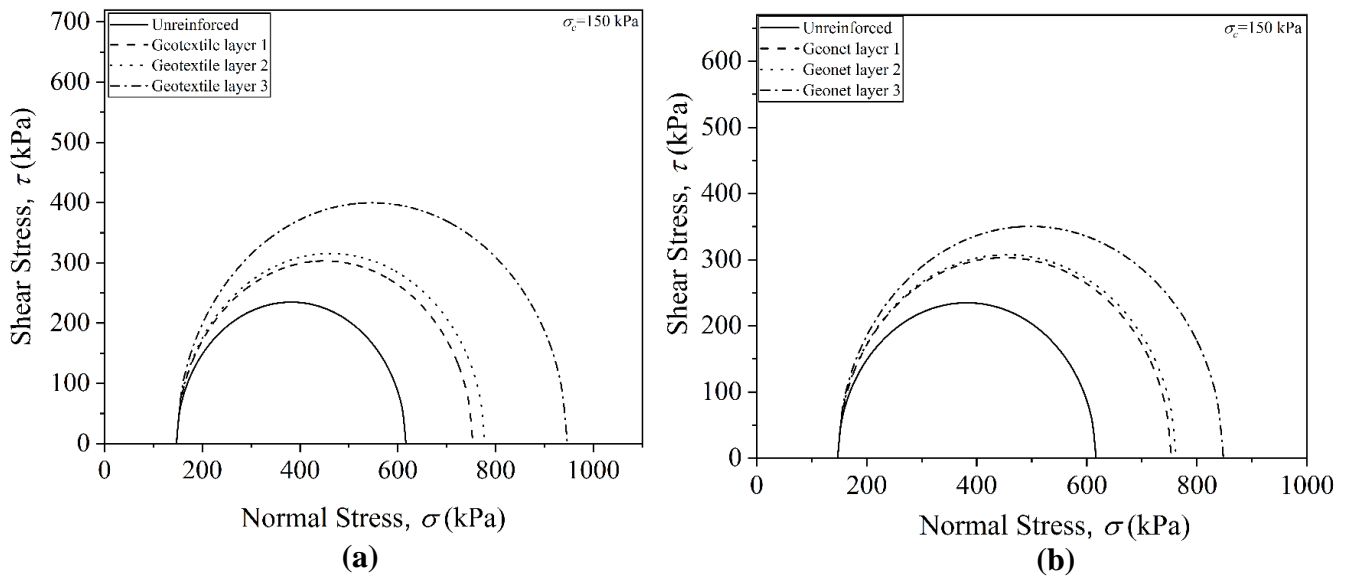 700
600
500
400
300
200
100
0
Shear Stress, τ (kPa)
Unreinforced
Geotextile layer 1
Geotextile layer 2
Geotextile layer 3
σc=150 kPa
0 200 400 600 800 1000
Normal Stress, σ (kPa)
(a)
600
500
400
300
200
100
0
Shear Stress, τ (kPa)
Unreinforced
Geonet layer 1
Geonet layer 2
Geonet layer 3
σc=150 kPa
0 200 400 600 800 1000
Normal Stress, σ (kPa)
(b)